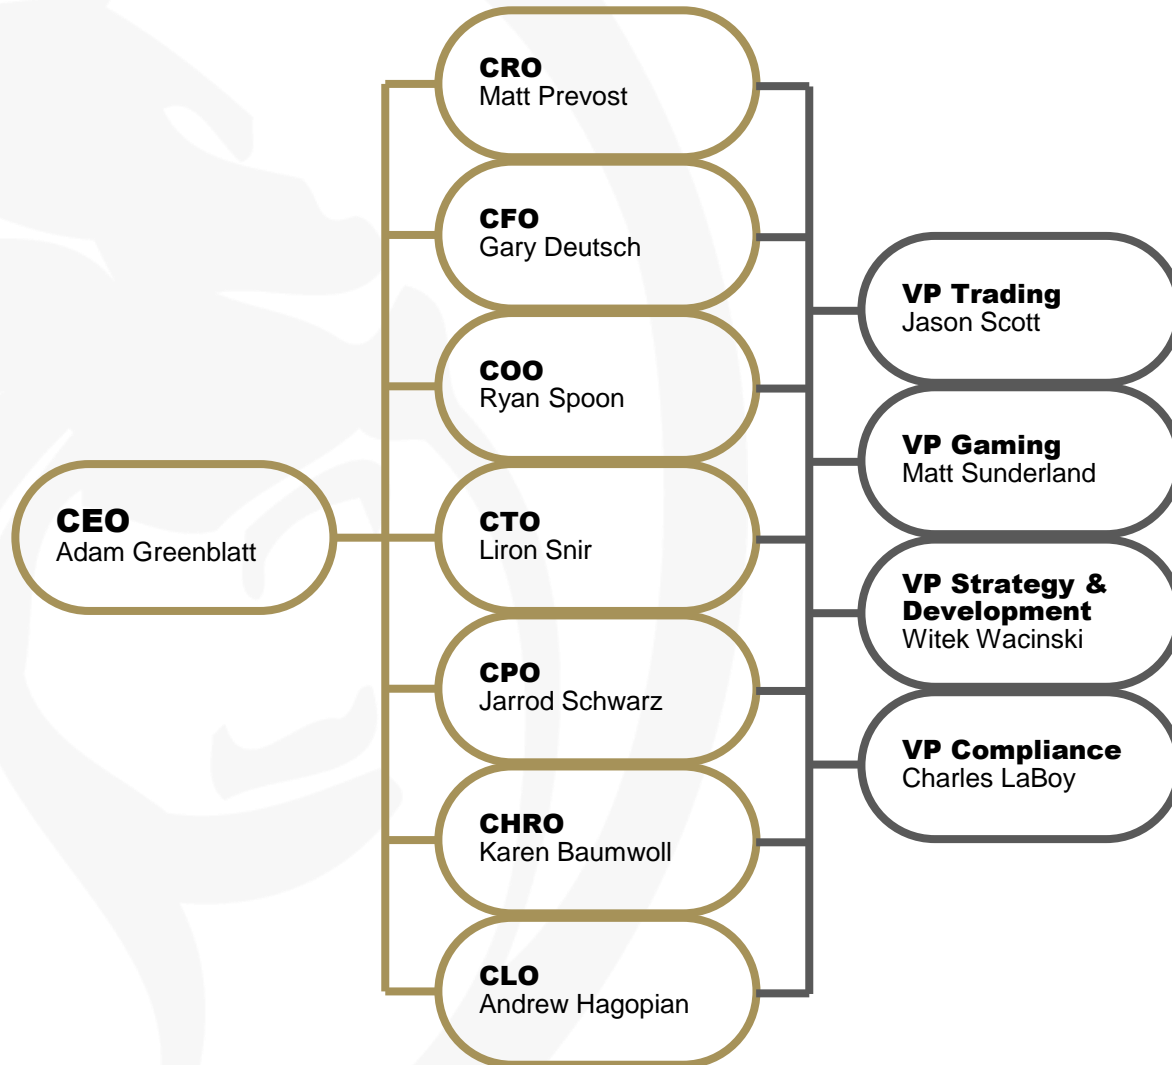 CRO
Matt Prevost
CFO
Gary Deutsch
COO
Ryan Spoon
CEO
Adam Greenblatt
CTO
Liron Snir
CPO
Jarrod Schwarz
CHRO
Karen Baumwoll
CLO
Andrew Hagopian
VP Trading
Jason Scott
VP Gaming
Matt Sunderland
VP Strategy &
Development
Witek Wacinski
VP Compliance
Charles LaBoy